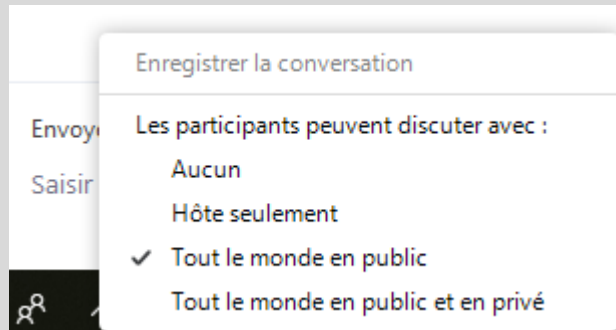 Enregistrer la conversation
Les participants peuvent discuter avec :
Envoy
Aucun
Saisir
Hôte seulement
✓ Tout le monde en public
Tout le monde en public et en privé